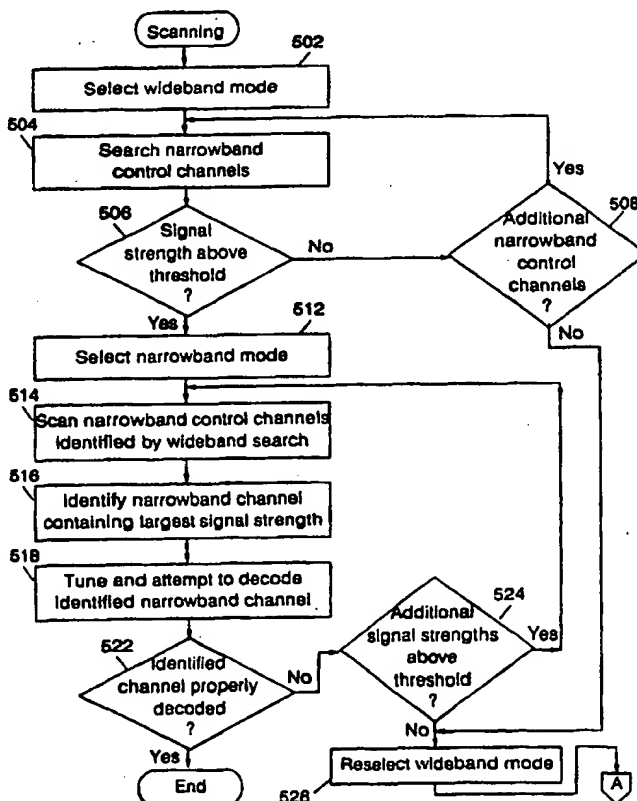 Scanning
502
Select wideband mode
504
Search narrowband
control channels
Yes
506
Signal
strength above
threshold
?
No
508
Additional
narrowband
control
channels
?
Yes
512
No
Select narrowband mode
514
Scan narrowband control channels
identified by wideband search
516
Identify narrowband channel
containing largest signal strength
518
Tune and attempt to decode
identified narrowband channel
524
Additional
signal strengths
above
threshold
?
Yes
522
Identified
channel properly
decoded
?
No
No
Yes
Reselect wideband mode
526
A
End